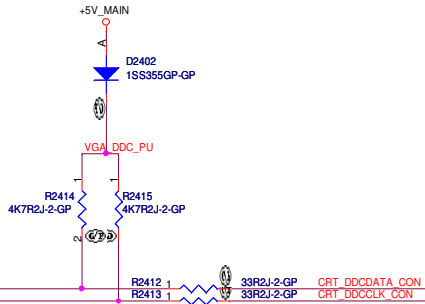 +5V_MAIN
A
D2402
1SS355GP-GP
VGA_DDC_PU
1
1
R2414
R2415
4K7R2J-2-GP
4K7R2J-2-GP
2
R2412 1
33R2J-2-GP
CRT_DDCDATA_CON
R2413 1
33R2J-2-GP
CRT_DDCCLK_CON